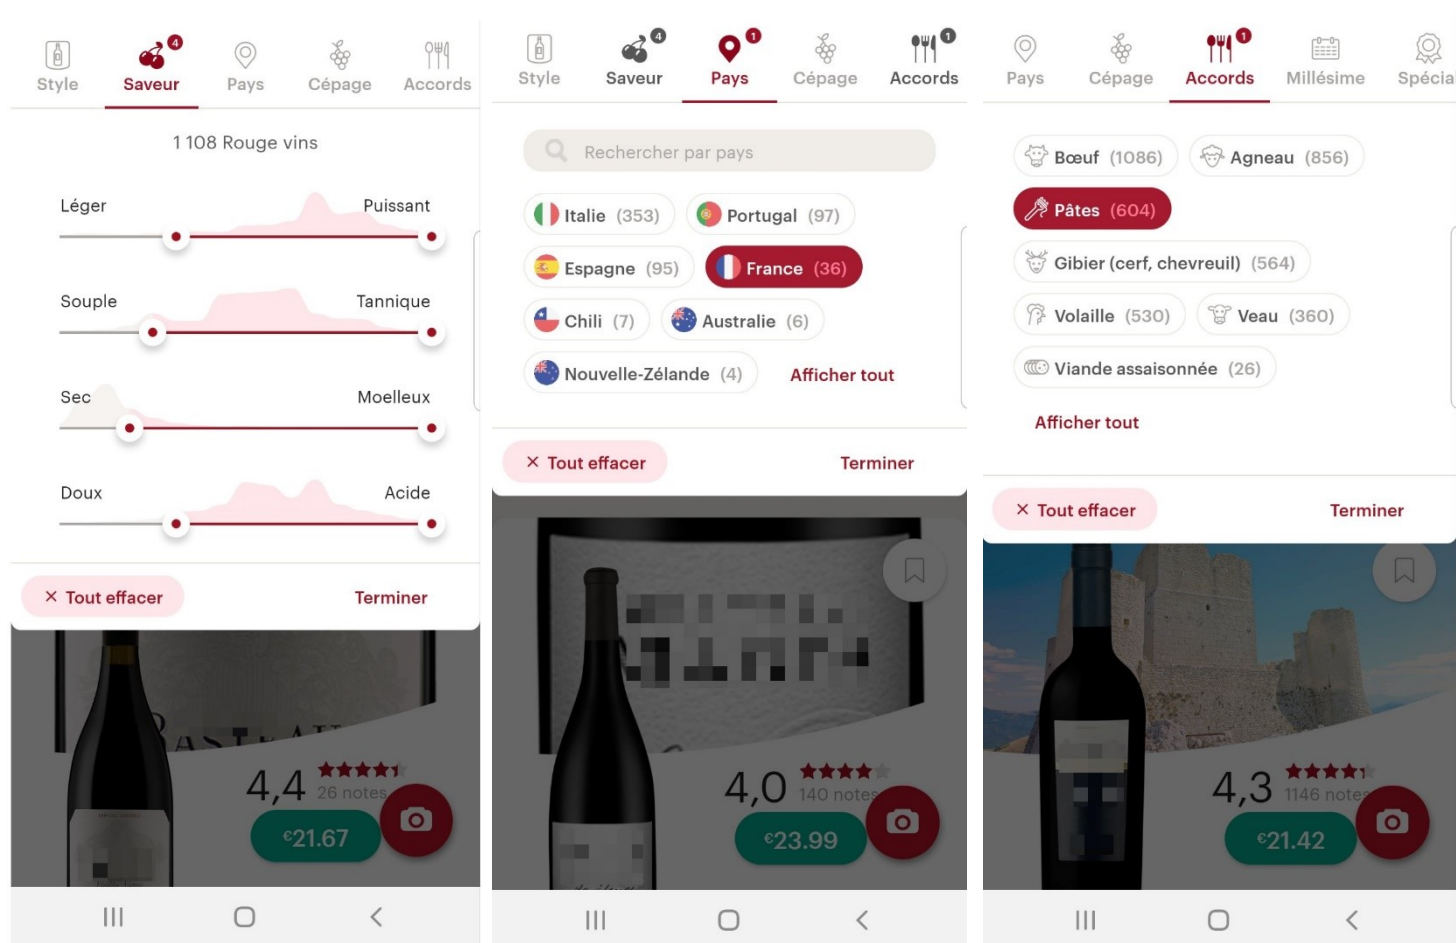 Style
Saveur
4
Pays
Cépage
Accords
1 108 Rouge vins
Léger
Puissant
Souple
Tannique
Sec
Moelleux
Doux
Acide
× Tout effacer
Terminer
4,4
26 notes
€21.67
Style
Saveur
4
Pays
1
Cépage
Accords
1
Rechercher par pays
Italie (353)
Portugal (97)
Espagne (95)
France (36)
Chili (7)
Australie (6)
Nouvelle-Zélande (4)
Afficher tout
× Tout effacer
Terminer
4,0
140 notes
€23.99
Pays
Cépage
Accords
1
Millésime
Spécia
Bœuf (1086)
Agneau (856)
Pâtes (604)
Gibier (cerf, chevreuil) (564)
Volaille (530)
Veau (360)
Viande assaisonnée (26)
Afficher tout
× Tout effacer
Terminer
4,3
1146 notes
€21.42